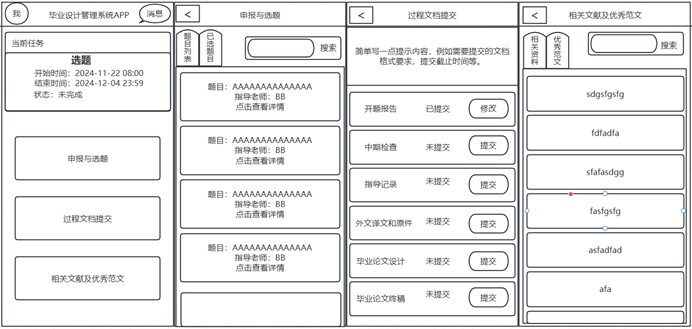 我
毕业设计管理系统APP
消息
当前任务
选题
开始时间：2024-11-22 08:00
结束时间：2024-12-04 23:59
状态：未完成
申报与选题
过程文档提交
相关文献及优秀范文
<
申报与选题
题目列表
已选题目
搜索
题目：AAAAAAAAAAAAAA
指导老师：BB
点击查看详情
题目：AAAAAAAAAAAAAA
指导老师：BB
点击查看详情
题目：AAAAAAAAAAAAAA
指导老师：BB
点击查看详情
题目：AAAAAAAAAAAAAA
指导老师：BB
点击查看详情
<
过程文档提交
简单写一点提示内容，例如需要提交的文档
格式要求，提交截止时间等。
开题报告 已提交 修改
中期检查 未提交 提交
指导记录 未提交 提交
外文译文和原件 未提交 提交
毕业论文设计 未提交 提交
毕业论文终稿 未提交 提交
<
相关文献及优秀范文
相关资料
优秀范文
搜索
sdgsfgsfg
fdfadfa
sfafasdgg
fasfgsfg
asfadfad
afa